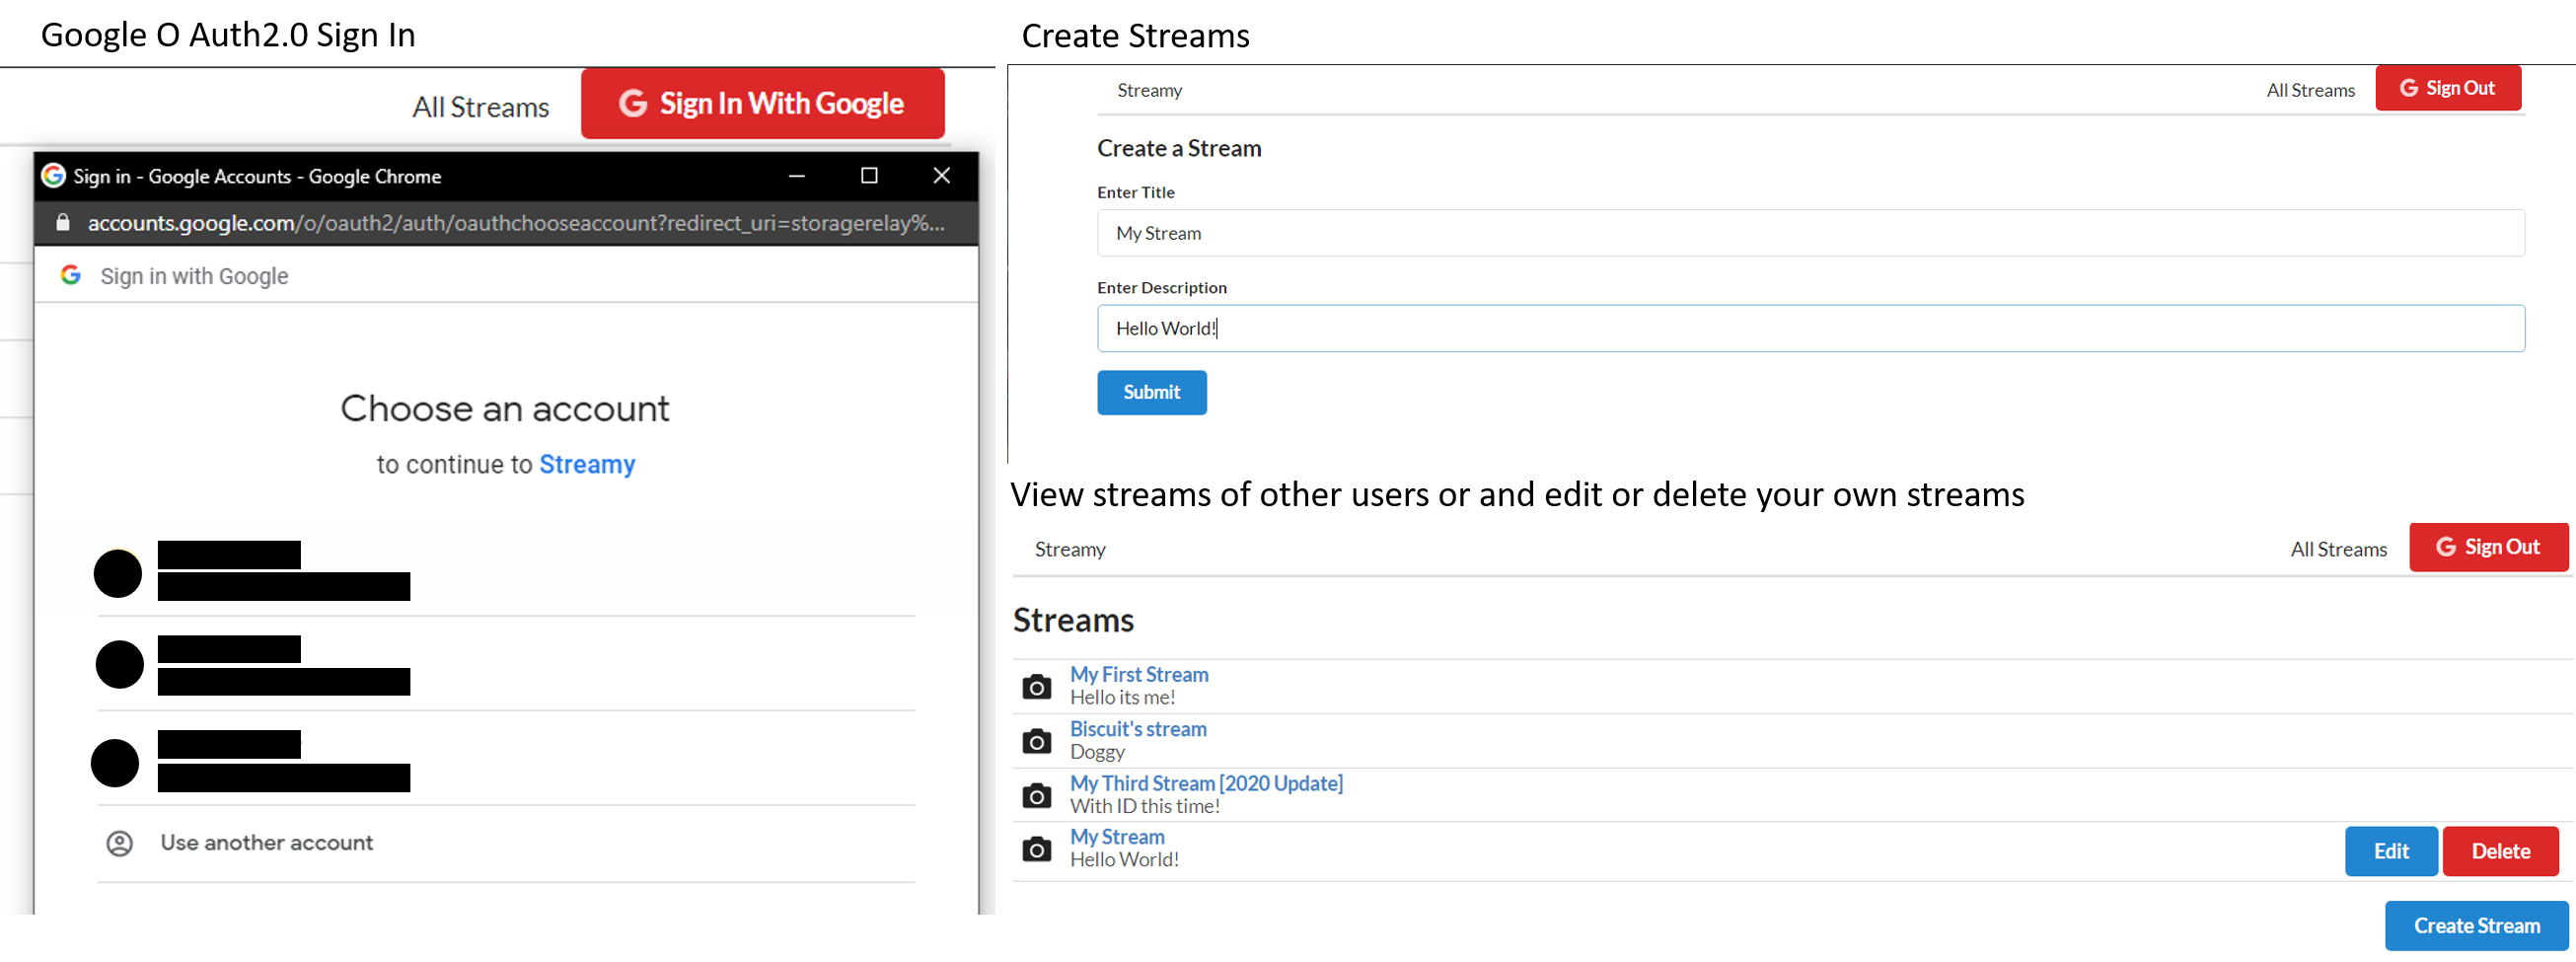 Google O Auth2.0 Sign In
All Streams
Sign In With Google
Sign in - Google Accounts - Google Chrome
accounts.google.com/o/oauth2/auth/oauthchooseaccount?redirect_uri=storagerelay%...
Sign in with Google
Choose an account
to continue to Streamy
Use another account
Create Streams
Streamy
All Streams
Sign Out
Create a Stream
Enter Title
My Stream
Enter Description
Hello World!
Submit
View streams of other users or and edit or delete your own streams
Streamy
All Streams
Sign Out
Streams
My First Stream
Hello its me!
Biscuit's stream
Doggy
My Third Stream [2020 Update]
With ID this time!
My Stream
Hello World!
Edit
Delete
Create Stream